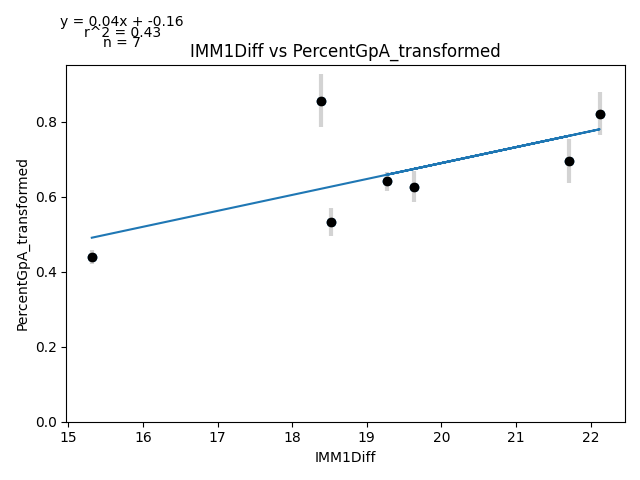 y = 0.04x + -0.16
r^2 = 0.43
n = 7
IMM1Diff vs PercentGpA_transformed
PercentGpA_transformed
0.8
0.6
0.4
0.2
0.0
15 16 17 18 19 20 21 22
IMM1Diff